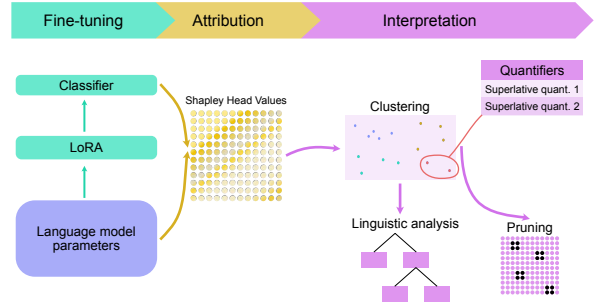 Fine-tuning
Attribution
Interpretation
Classifier
LoRA
Language model
parameters
Shapley Head Values
Clustering
Quantifiers
Superlative quant. 1
Superlative quant. 2
Linguistic analysis
Pruning